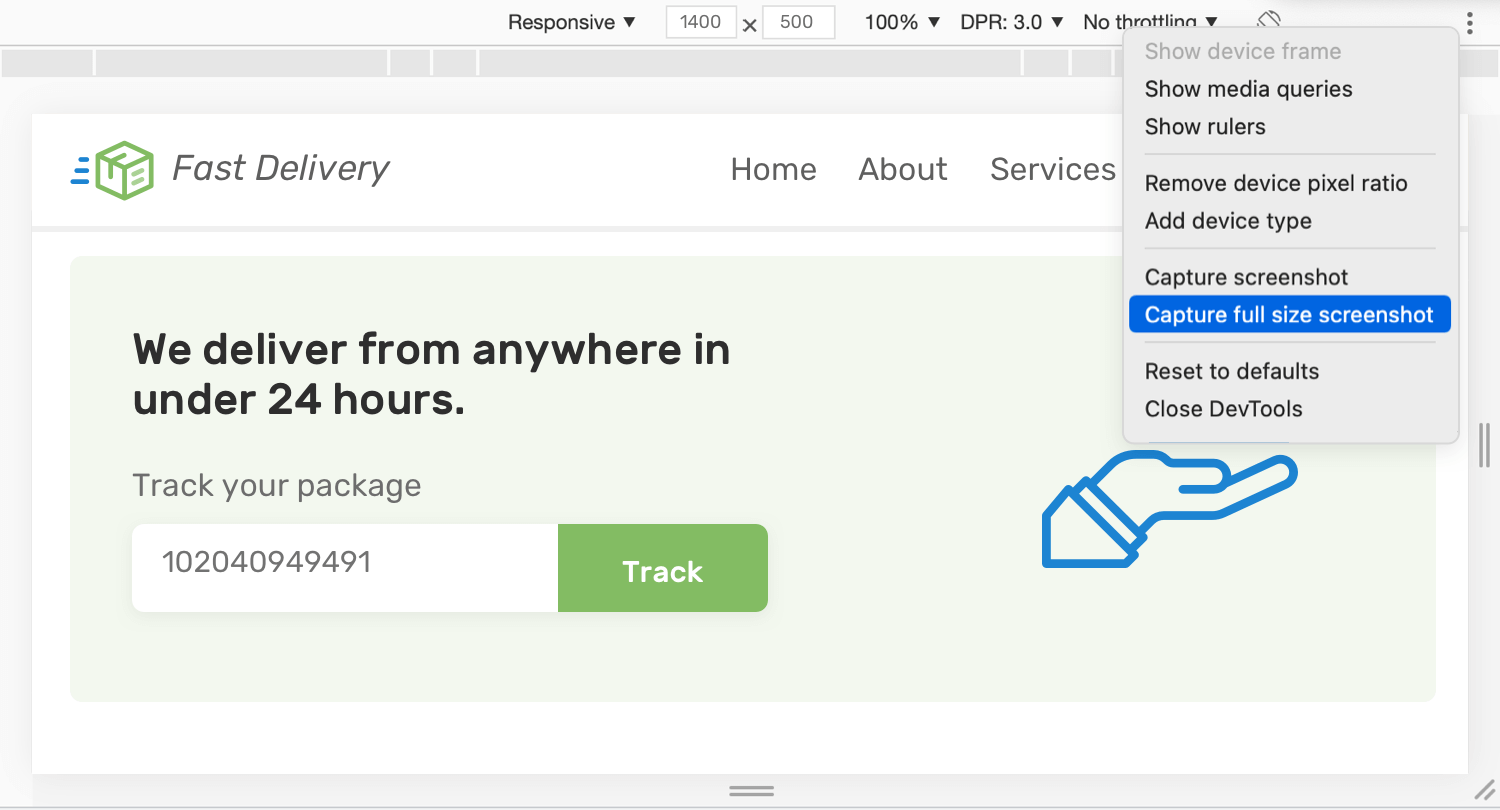 Responsive ▼ 1400 × 500 100% ▼ DPR: 3.0 ▼ No throttling ▼
Show device frame
Show media queries
Show rulers
Remove device pixel ratio
Add device type
Capture screenshot
Capture full size screenshot
Reset to defaults
Close DevTools
Fast Delivery
Home About Services
We deliver from anywhere in
under 24 hours.
Track your package
102040949491
Track